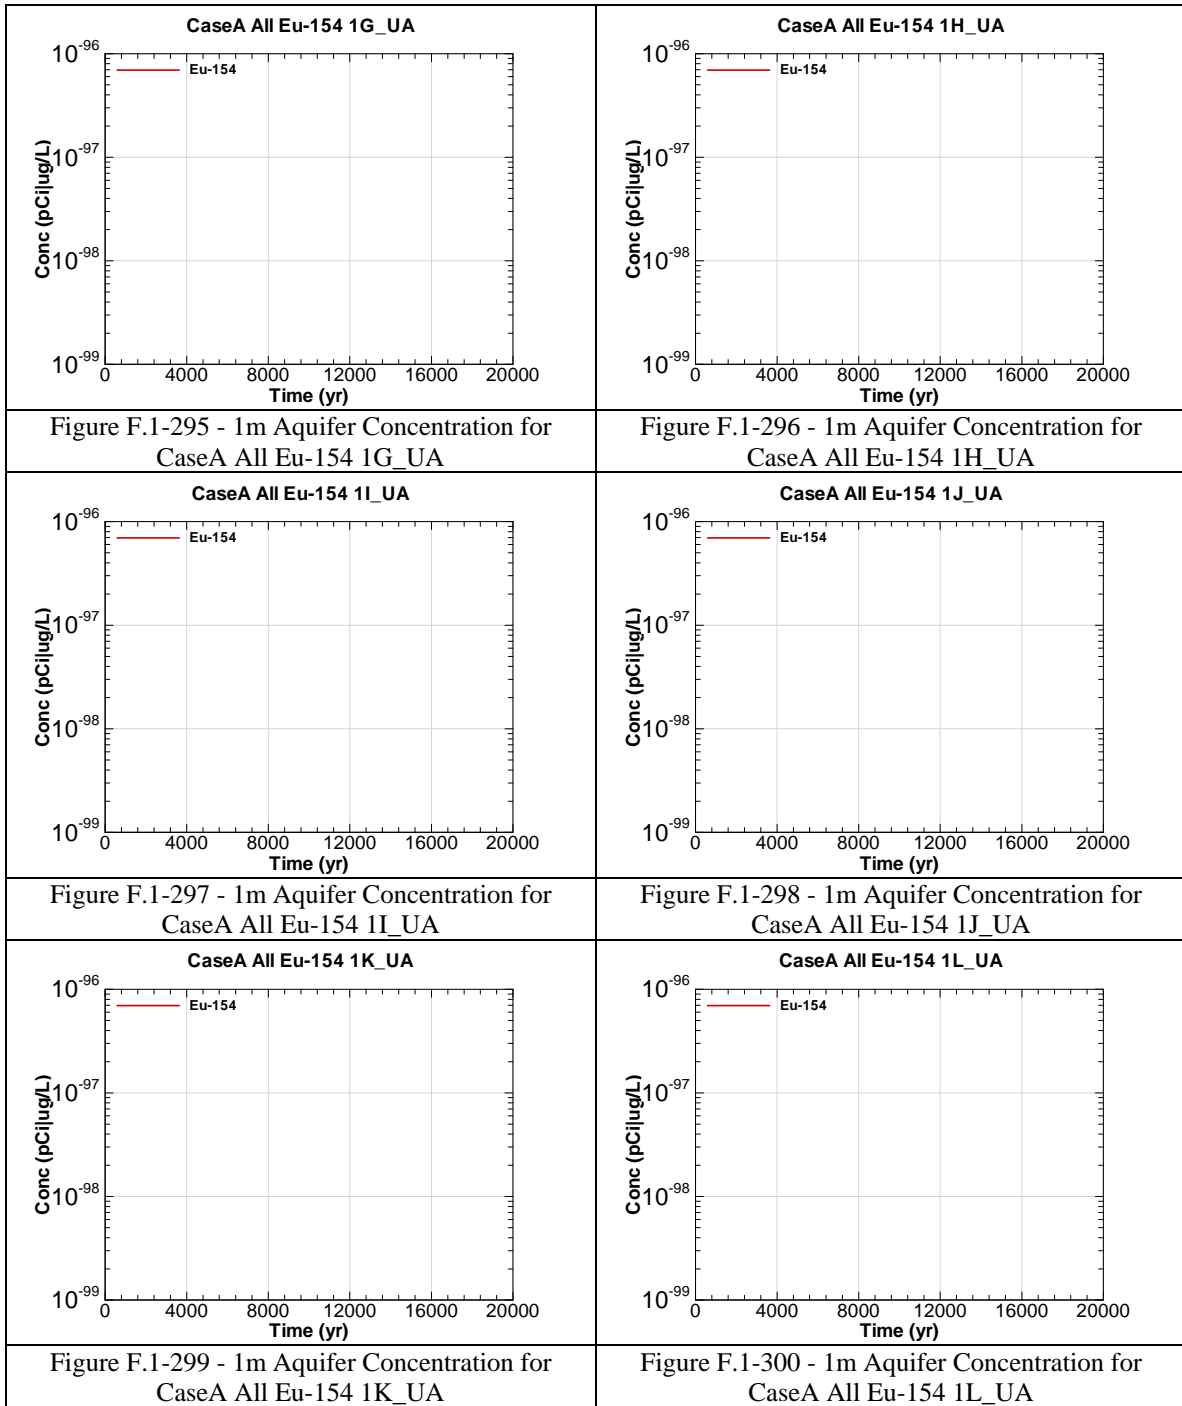 CaseA All Eu-154 1G_UA
Eu-154
Conc (pCi|ug/L)
10-96
10-97
10-98
10-99
0 4000 8000 12000 16000 20000
Time (yr)
Figure F.1-295 - 1m Aquifer Concentration for
CaseA All Eu-154 1G_UA
CaseA All Eu-154 1H_UA
Eu-154
Conc (pCi|ug/L)
10-96
10-97
10-98
10-99
0 4000 8000 12000 16000 20000
Time (yr)
Figure F.1-296 - 1m Aquifer Concentration for
CaseA All Eu-154 1H_UA
CaseA All Eu-154 1I_UA
Eu-154
Conc (pCi|ug/L)
10-96
10-97
10-98
10-99
0 4000 8000 12000 16000 20000
Time (yr)
Figure F.1-297 - 1m Aquifer Concentration for
CaseA All Eu-154 1I_UA
CaseA All Eu-154 1J_UA
Eu-154
Conc (pCi|ug/L)
10-96
10-97
10-98
10-99
0 4000 8000 12000 16000 20000
Time (yr)
Figure F.1-298 - 1m Aquifer Concentration for
CaseA All Eu-154 1J_UA
CaseA All Eu-154 1K_UA
Eu-154
Conc (pCi|ug/L)
10-96
10-97
10-98
10-99
0 4000 8000 12000 16000 20000
Time (yr)
Figure F.1-299 - 1m Aquifer Concentration for
CaseA All Eu-154 1K_UA
CaseA All Eu-154 1L_UA
Eu-154
Conc (pCi|ug/L)
10-96
10-97
10-98
10-99
0 4000 8000 12000 16000 20000
Time (yr)
Figure F.1-300 - 1m Aquifer Concentration for
CaseA All Eu-154 1L_UA